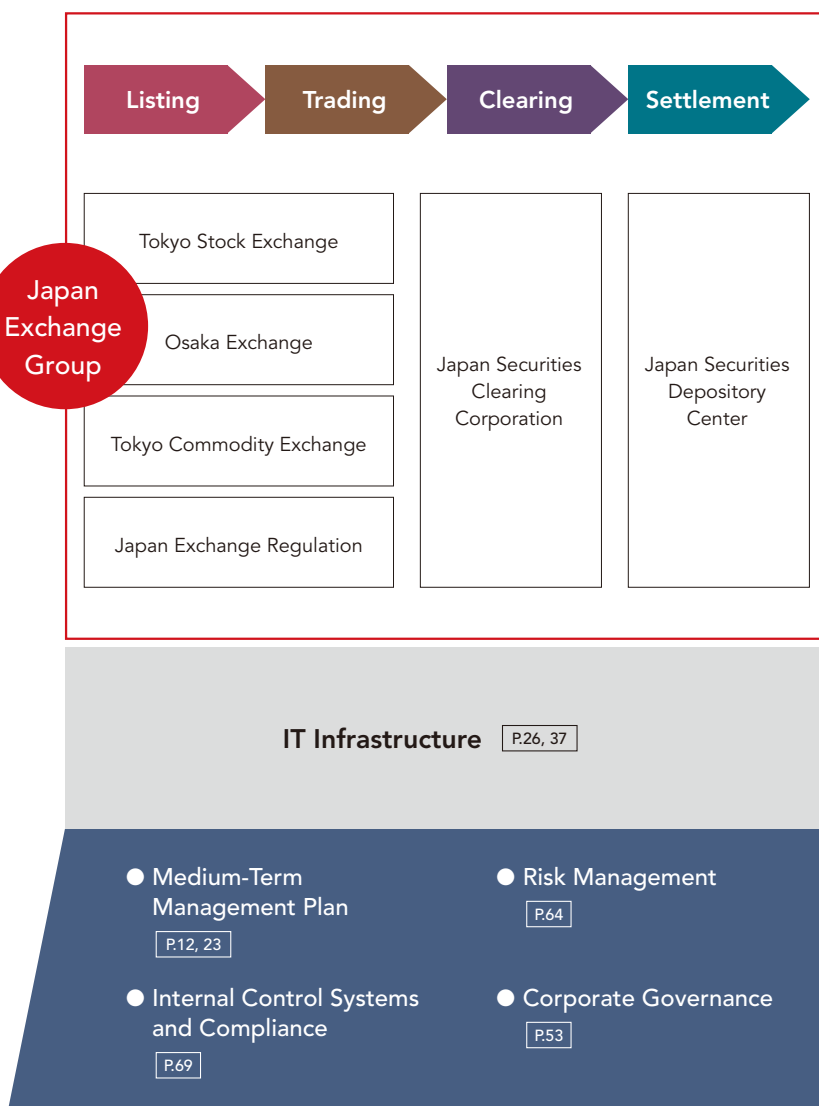 Listing
Trading
Clearing
Settlement
Japan
Exchange
Group
Tokyo Stock Exchange
Osaka Exchange
Tokyo Commodity Exchange
Japan Exchange Regulation
Japan Securities
Clearing
Corporation
Japan Securities
Depository
Center
IT Infrastructure P.26, 37
Medium-Term
Management Plan
P.12, 23
Risk Management
P.64
Internal Control Systems
and Compliance
P.69
Corporate Governance
P.53